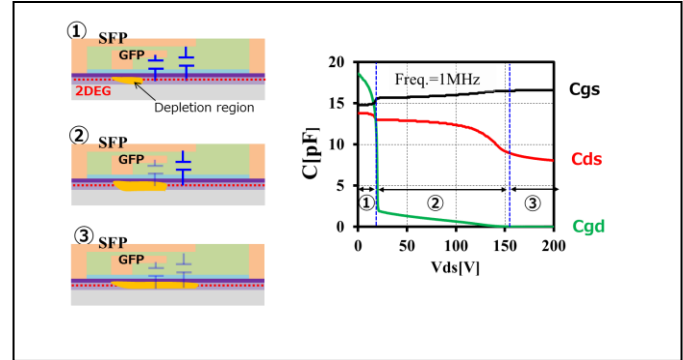 ① SFP
GFP
2DEG
Depletion region
② SFP
GFP
③ SFP
GFP
20
15
10
5
0
C[pF]
Freq.=1MHz
① ② ③
0 50 100 150 200
Vds[V]
Cgs
Cds
Cgd